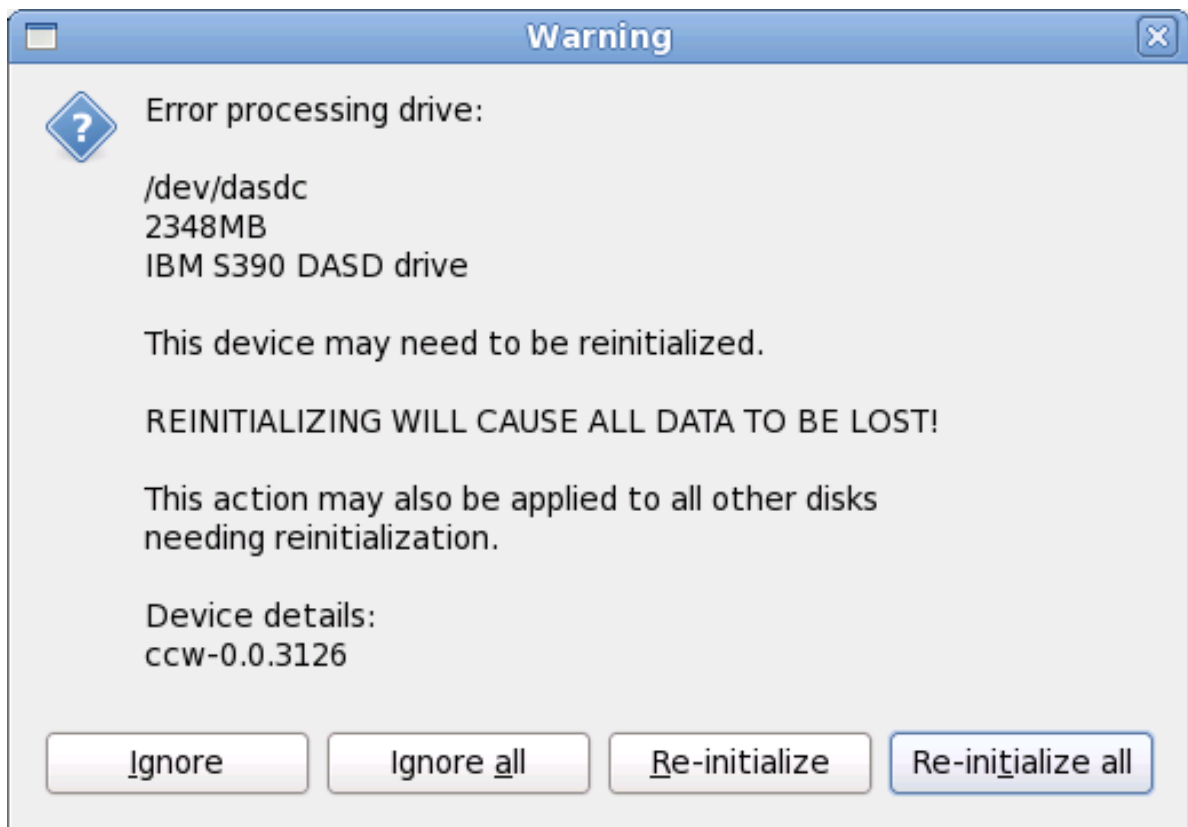 Warning
Error processing drive:
/dev/dasdc
2348MB
IBM S390 DASD drive
This device may need to be reinitialized.
REINITIALIZING WILL CAUSE ALL DATA TO BE LOST!
This action may also be applied to all other disks
needing reinitialization.
Device details:
ccw-0.0.3126
Ignore
Ignore all
Re-initialize
Re-initialize all